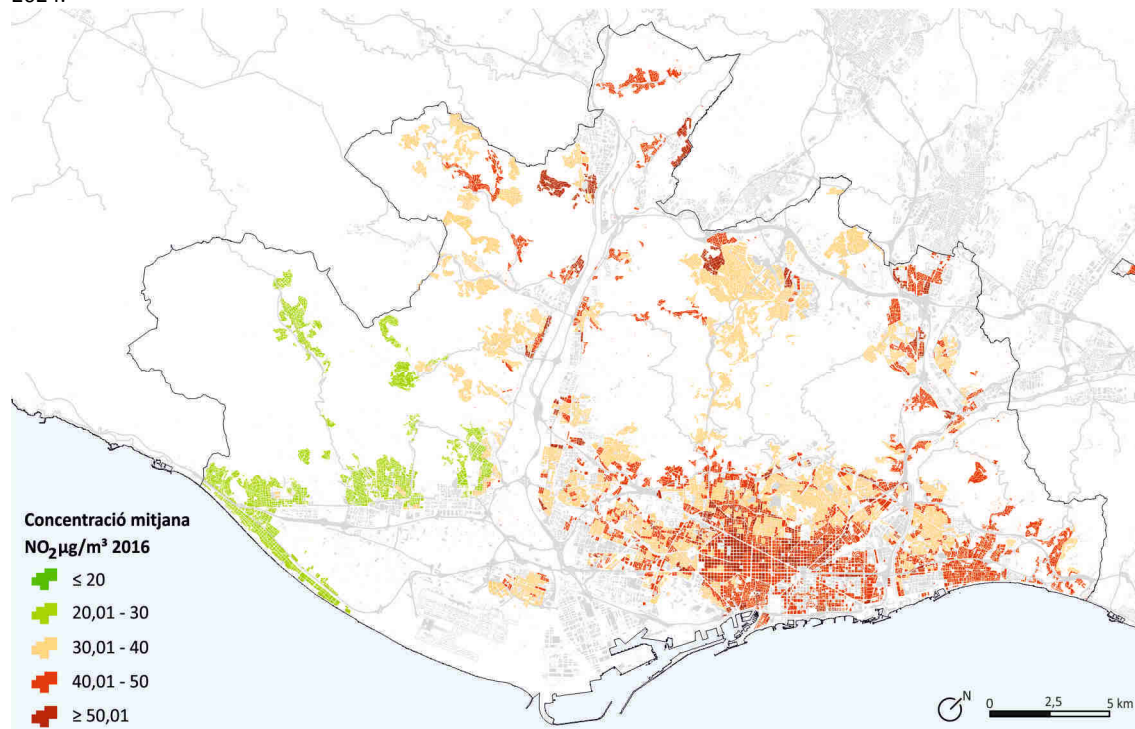 Concentració mitjana
NO₂µg/m³ 2016
≤ 20
20,01 - 30
30,01 - 40
40,01 - 50
≥ 50,01
N
0 2,5 5 km